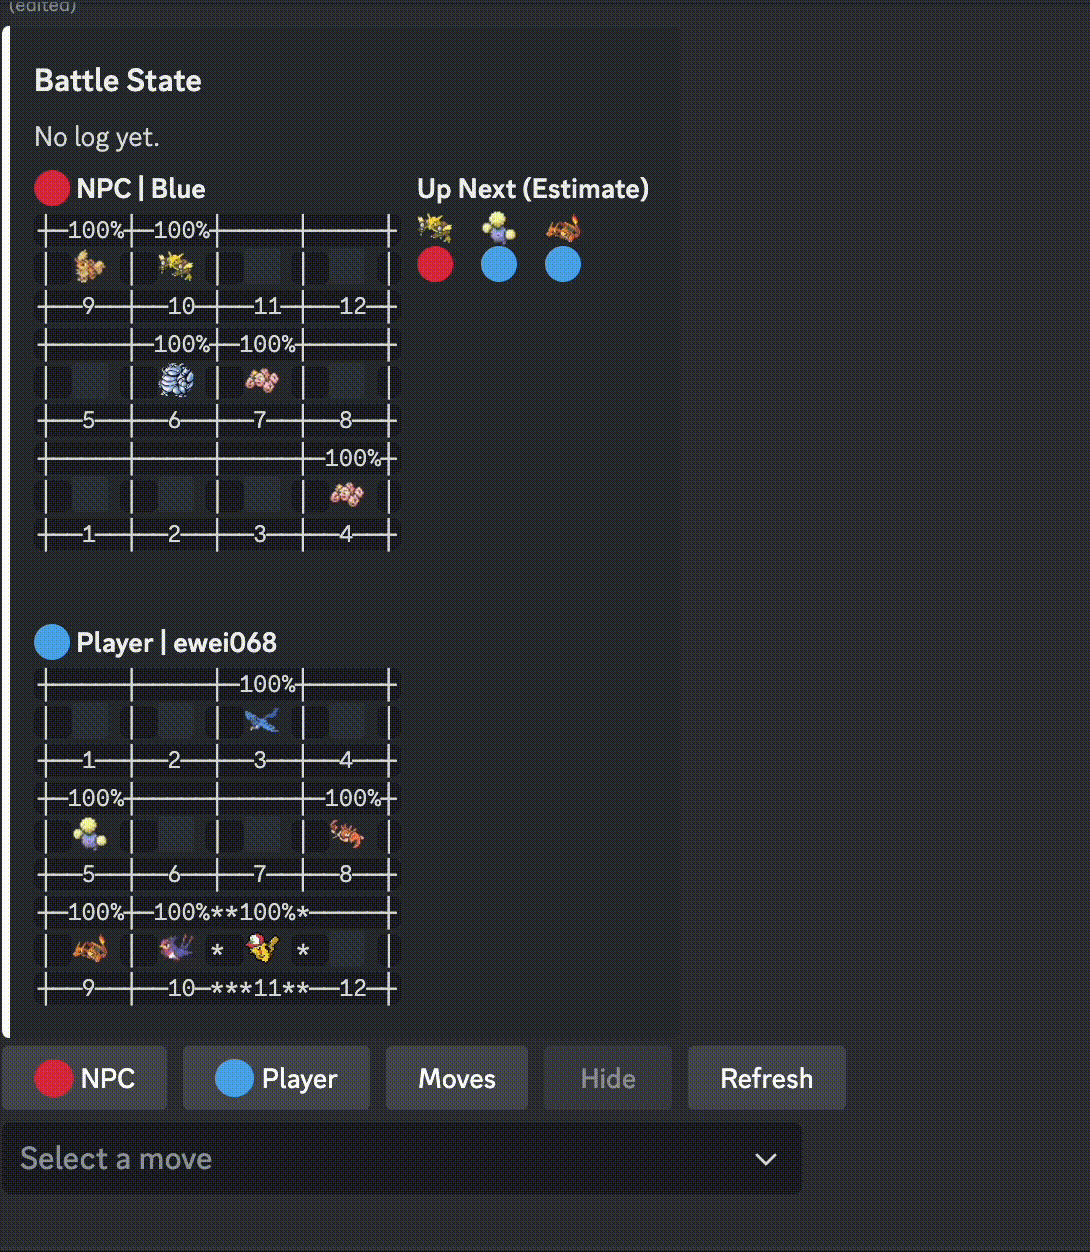 (edited)
Battle State
No log yet.
NPC | Blue
Up Next (Estimate)
100% 100%
9 10 11 12
100% 100%
5 6 7 8
100%
1 2 3 4
Player | ewei068
100%
1 2 3 4
100% 100%
5 6 7 8
100% 100%**100%*
* *
9 10 ***11** 12
NPC Player Moves Hide Refresh
Select a move